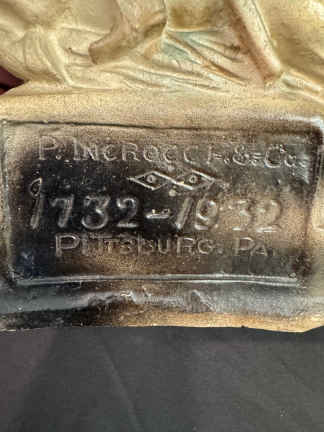 P. INCROCCI. & Co.
1732-1932
PITTSBURG. PA.